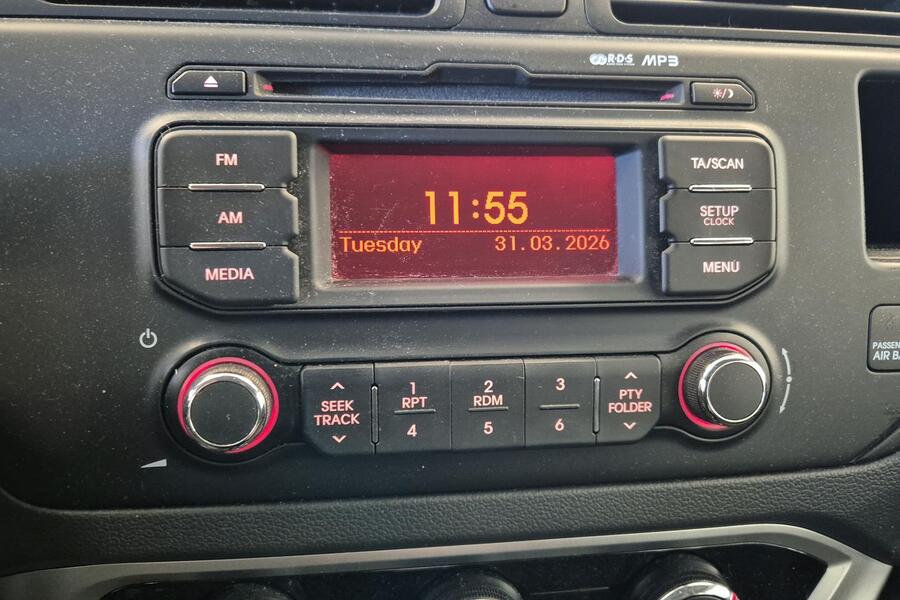 R·D·S MP3
FM
AM
MEDIA
11:55
Tuesday 31.03.2026
TA/SCAN
SETUP
CLOCK
MENU
SEEK
TRACK
1
RPT
4
2
RDM
5
3
6
PTY
FOLDER
PASSEN
AIR BA